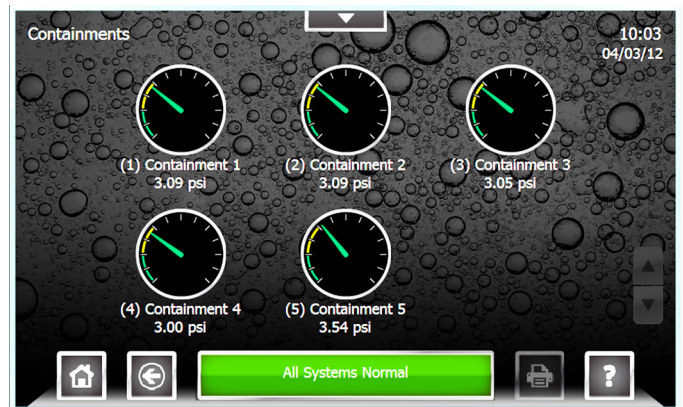 Containments
10:03
04/03/12
(1) Containment 1
3.09 psi
(2) Containment 2
3.09 psi
(3) Containment 3
3.05 psi
(4) Containment 4
3.00 psi
(5) Containment 5
3.54 psi
All Systems Normal
?